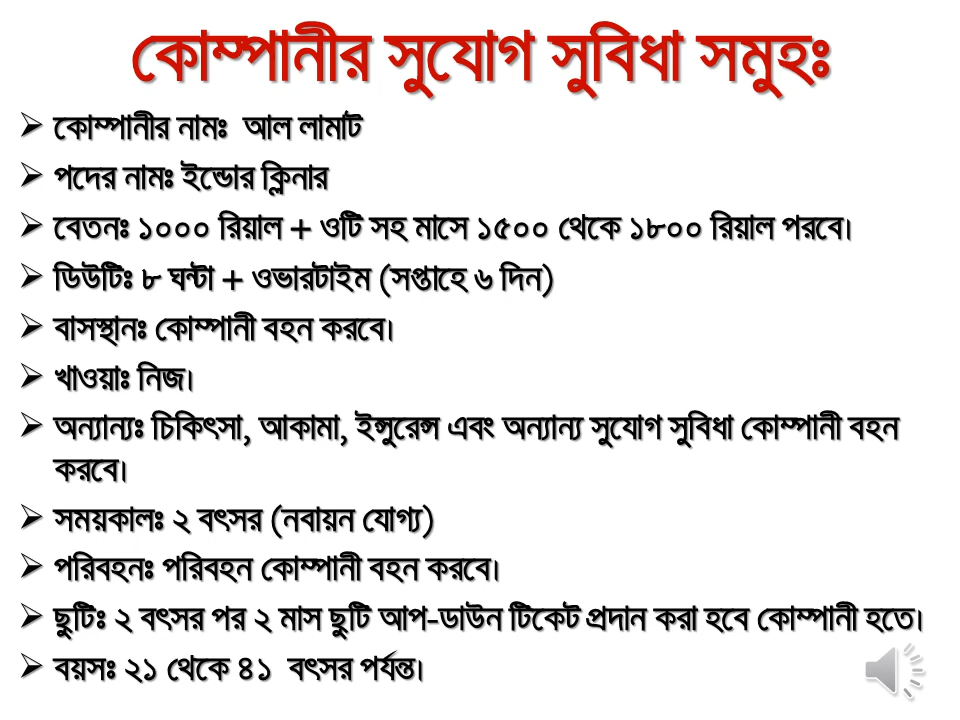 কোম্পানীর সুযোগ সুবিধা সমুহঃ
➢ কোম্পানীর নামঃ আল লামাট
➢ পদের নামঃ ইন্ডোর ক্লিনার
➢ বেতনঃ ১০০০ রিয়াল + ওটি সহ মাসে ১৫০০ থেকে ১৮০০ রিয়াল পরবে।
➢ ডিউটিঃ ৮ ঘন্টা + ওভারটাইম (সপ্তাহে ৬ দিন)
➢ বাসস্থানঃ কোম্পানী বহন করবে।
➢ খাওয়াঃ নিজ।
➢ অন্যান্যঃ চিকিৎসা, আকামা, ইন্সুরেন্স এবং অন্যান্য সুযোগ সুবিধা কোম্পানী বহন
করবে।
➢ সময়কালঃ ২ বৎসর (নবায়ন যোগ্য)
➢ পরিবহনঃ পরিবহন কোম্পানী বহন করবে।
➢ ছুটিঃ ২ বৎসর পর ২ মাস ছুটি আপ-ডাউন টিকেট প্রদান করা হবে কোম্পানী হতে।
➢ বয়সঃ ২১ থেকে ৪১ বৎসর পর্যন্ত।